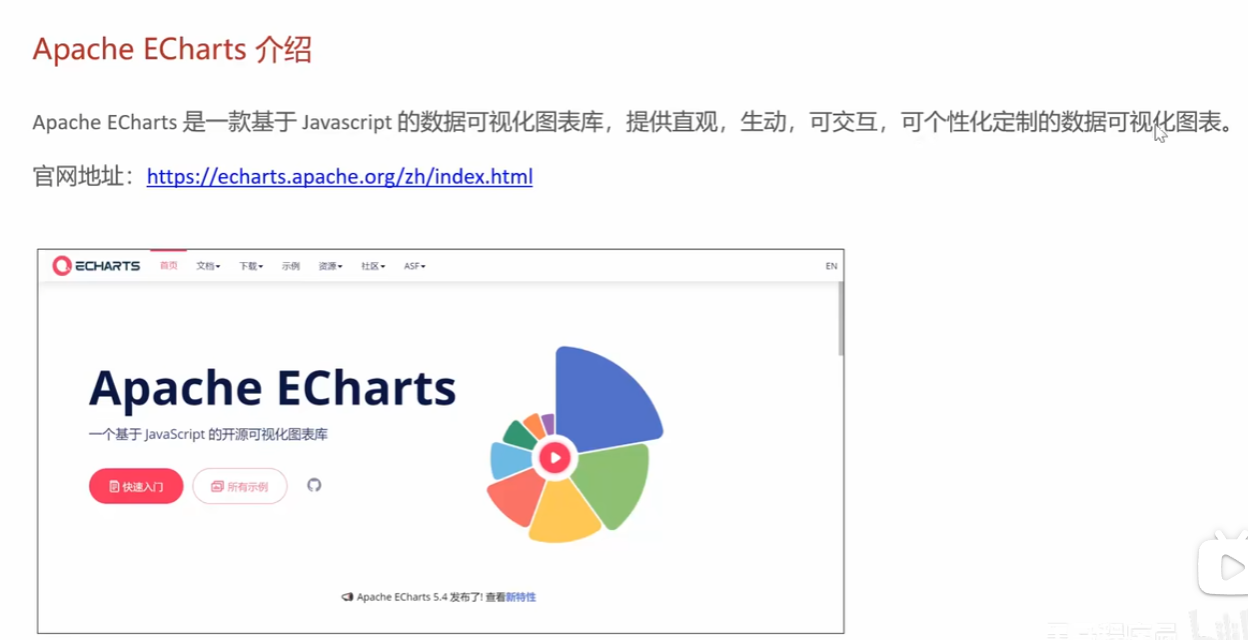 Apache ECharts 介绍
Apache ECharts 是一款基于 Javascript 的数据可视化图表库，提供直观，生动，可交互，可个性化定制的数据可视化图表。
官网地址：https://echarts.apache.org/zh/index.html
ECHARTS 首页 文档 下载 示例 资源 社区 ASF EN
Apache ECharts
一个基于 JavaScript 的开源可视化图表库
快速入门 所有示例
Apache ECharts 5.4 发布了! 查看新特性